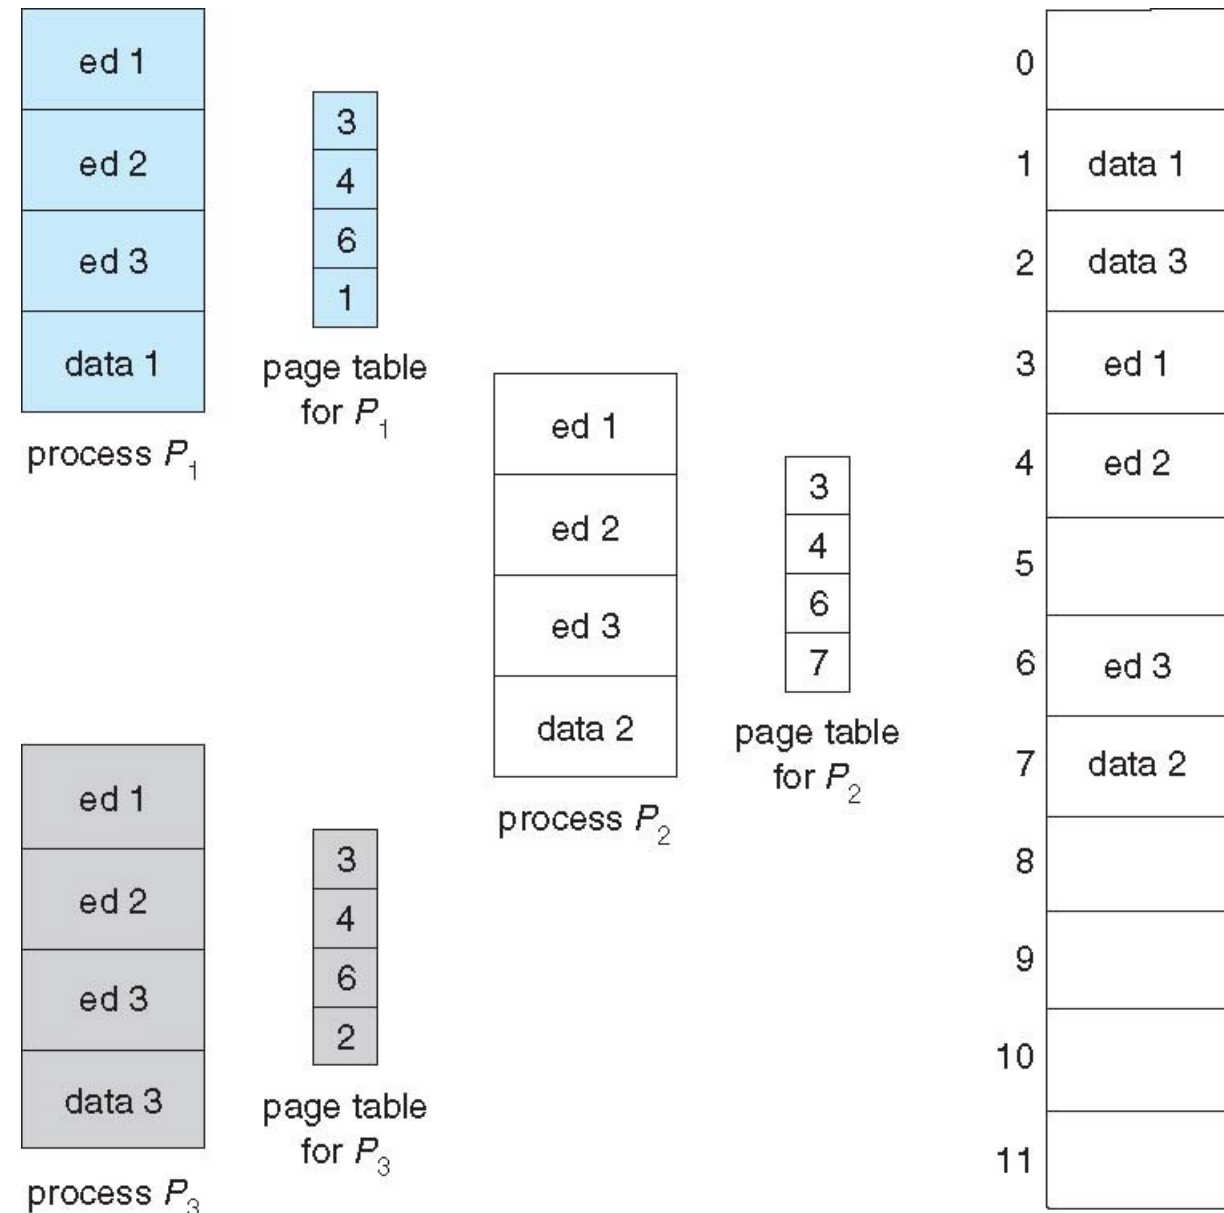 ed 1
ed 2
ed 3
data 1
process P1
3
4
6
1
page table
for P1
ed 1
ed 2
ed 3
data 2
process P2
3
4
6
7
page table
for P2
ed 1
ed 2
ed 3
data 3
process P3
3
4
6
2
page table
for P3
0
1 data 1
2 data 3
3 ed 1
4 ed 2
5
6 ed 3
7 data 2
8
9
10
11